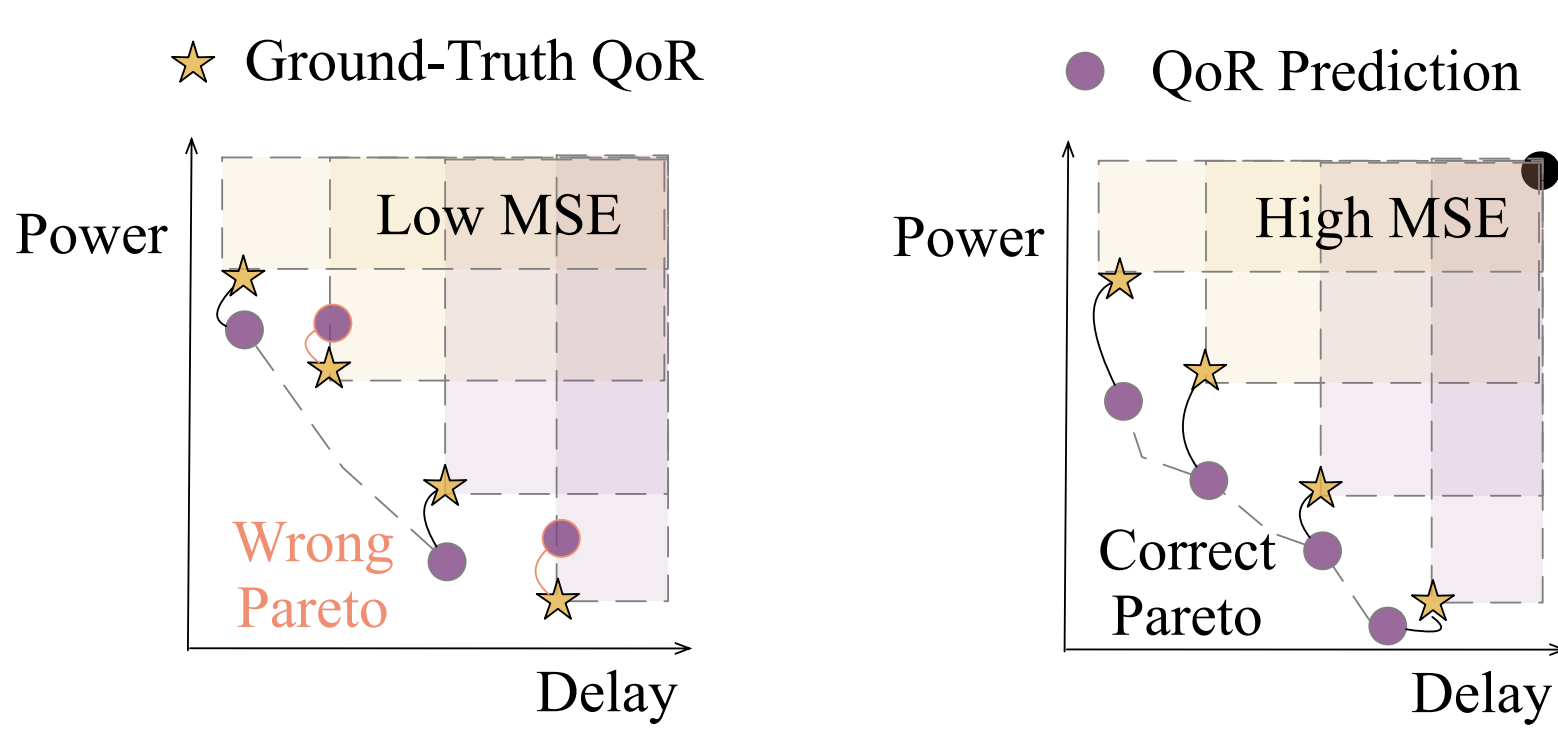 Ground-Truth QoR
QoR Prediction
Power
Low MSE
Wrong
Pareto
Delay
Power
High MSE
Correct
Pareto
Delay